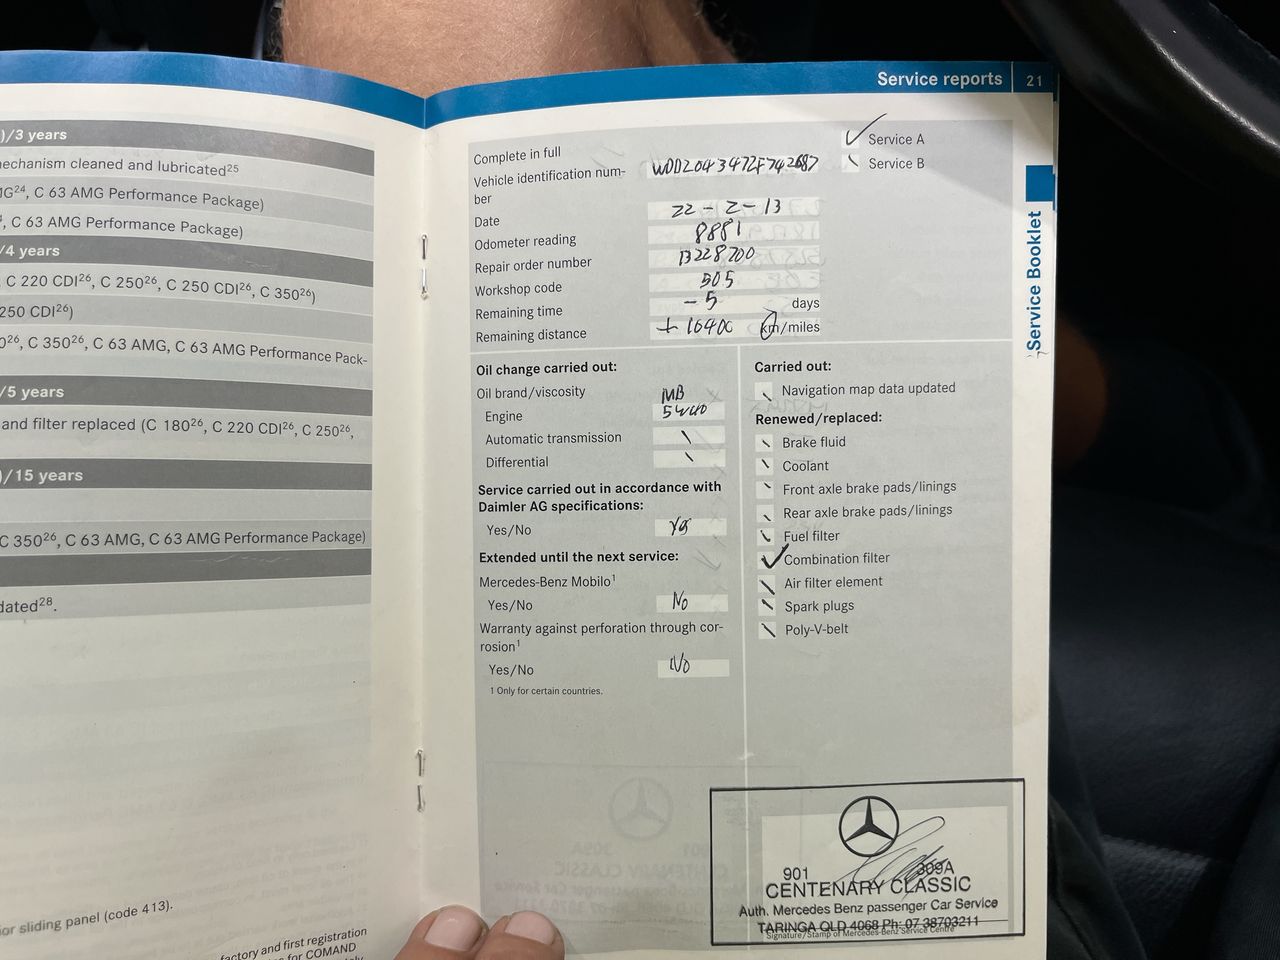 )/3 years
nechanism cleaned and lubricated25
MG24, C 63 AMG Performance Package)
, C 63 AMG Performance Package)
/4 years
, C 220 CDI26, C 25026, C 250 CDI26, C 35026)
250 CDI26)
026, C 35026, C 63 AMG, C 63 AMG Performance Pack-
/5 years
and filter replaced (C 18026, C 220 CDI26, C 25026,
)/15 years
C 35026, C 63 AMG, C 63 AMG Performance Package)
dated28.
or sliding panel (code 413).
factory and first registration
for COMAND
Service reports 21
Service Booklet
Complete in full
Service A
Service B
Vehicle identification num-
ber
Date 22-2-13
Odometer reading 8881
Repair order number 13228700
Workshop code 505
Remaining time -5 days
Remaining distance + 16400 km/miles
Oil change carried out:
Oil brand/viscosity MB
Engine
Automatic transmission
Differential
Service carried out in accordance with
Daimler AG specifications:
Yes/No Yes
Extended until the next service:
Mercedes-Benz Mobilo1
Yes/No No
Warranty against perforation through cor-
rosion1
Yes/No No
1 Only for certain countries.
Carried out:
Navigation map data updated
Renewed/replaced:
Brake fluid
Coolant
Front axle brake pads/linings
Rear axle brake pads/linings
Fuel filter
Combination filter
Air filter element
Spark plugs
Poly-V-belt
901 309A
CENTENARY CLASSIC
Auth. Mercedes Benz passenger Car Service
TARINGA QLD 4068 Ph: 07 38703211
Signature/Stamp of Mercedes-Benz Service Centre